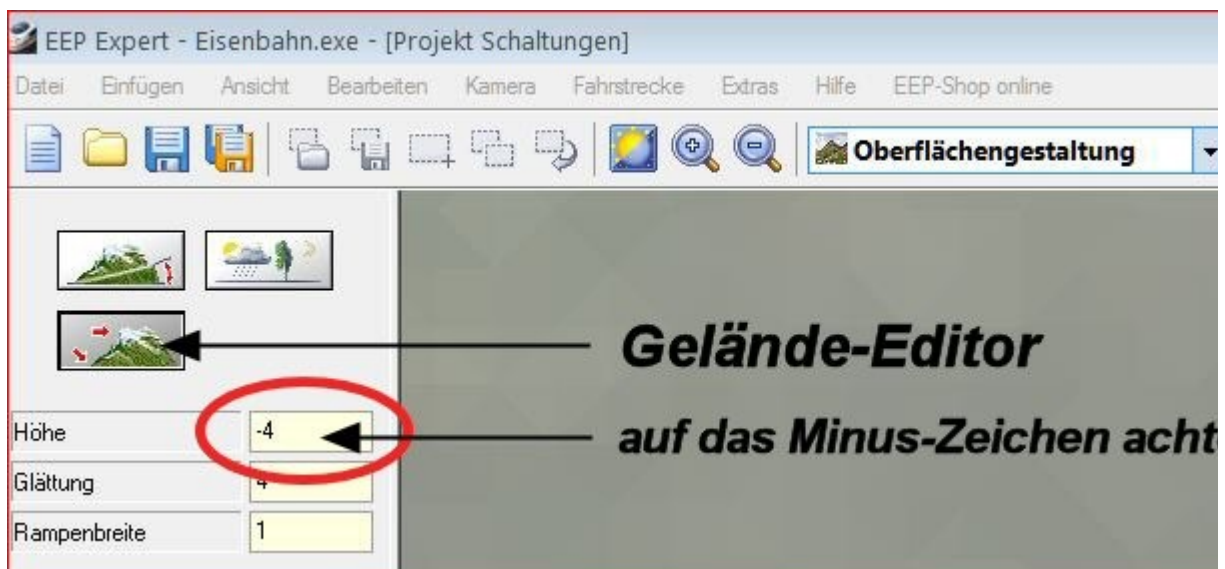 EEP Expert - Eisenbahn.exe - [Projekt Schaltungen]
Datei Einfügen Ansicht Bearbeiten Kamera Fahrstrecke Extras Hilfe EEP-Shop online
Oberflächengestaltung
Gelände-Editor
Höhe -4 auf das Minus-Zeichen acht
Glättung 4
Rampenbreite 1